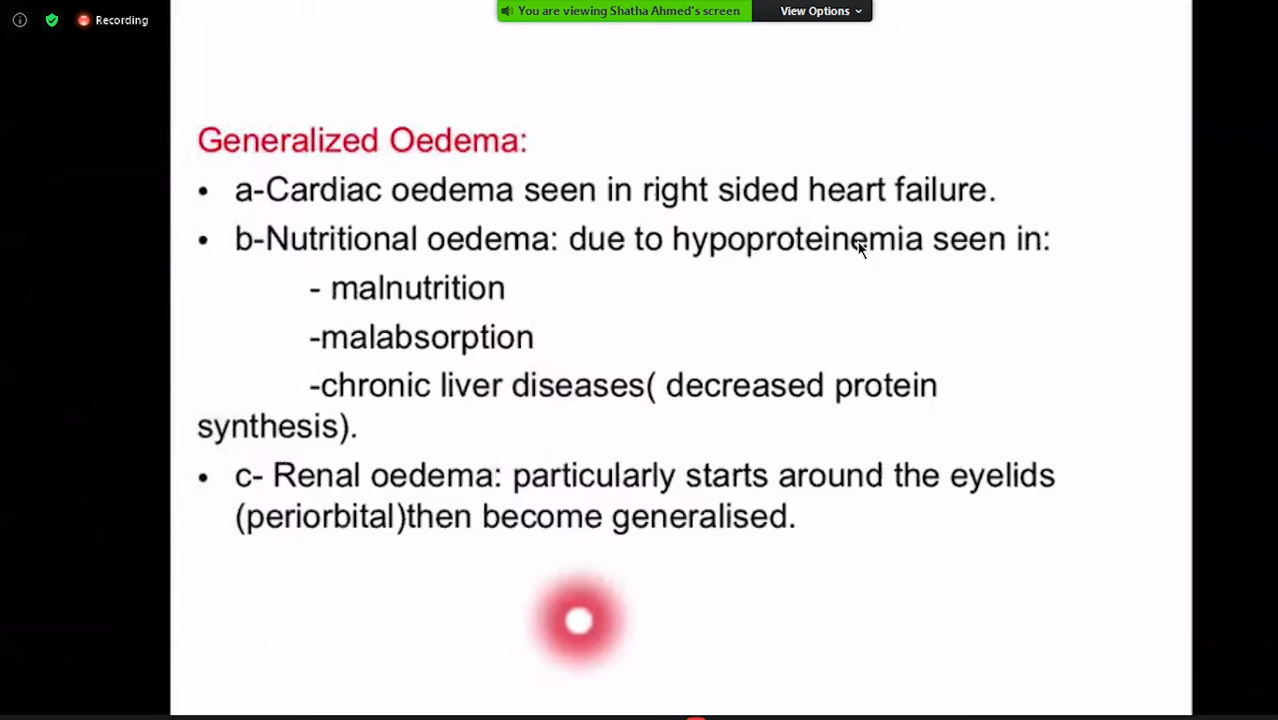 Recording
You are viewing Shatha Ahmed's screen
View Options
Generalized Oedema:
• a-Cardiac oedema seen in right sided heart failure.
• b-Nutritional oedema: due to hypoproteinemia seen in:
- malnutrition
-malabsorption
-chronic liver diseases( decreased protein
synthesis).
• c- Renal oedema: particularly starts around the eyelids
(periorbital)then become generalised.